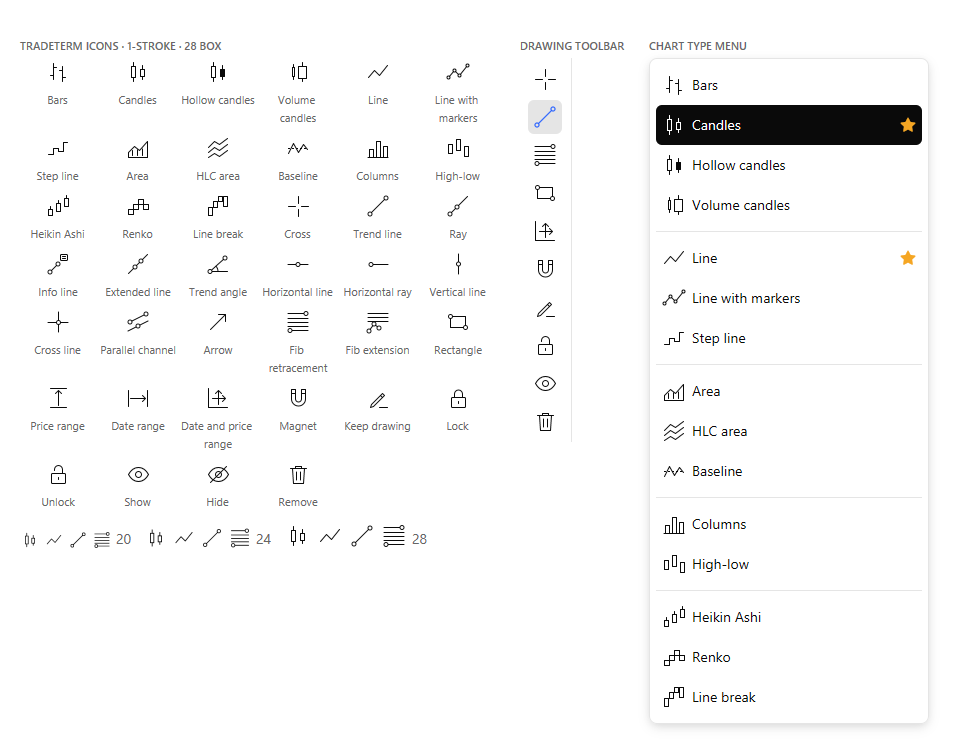 TRADETERM ICONS · 1-STROKE · 28 BOX
Bars
Candles
Hollow candles
Volume
candles
Line
Line with
markers
Step line
Area
HLC area
Baseline
Columns
High-low
Heikin Ashi
Renko
Line break
Cross
Trend line
Ray
Info line
Extended line
Trend angle
Horizontal line
Horizontal ray
Vertical line
Cross line
Parallel channel
Arrow
Fib
retracement
Fib extension
Rectangle
Price range
Date range
Date and price
range
Magnet
Keep drawing
Lock
Unlock
Show
Hide
Remove
20
24
28
DRAWING TOOLBAR
CHART TYPE MENU
Bars
Candles
Hollow candles
Volume candles
Line
Line with markers
Step line
Area
HLC area
Baseline
Columns
High-low
Heikin Ashi
Renko
Line break